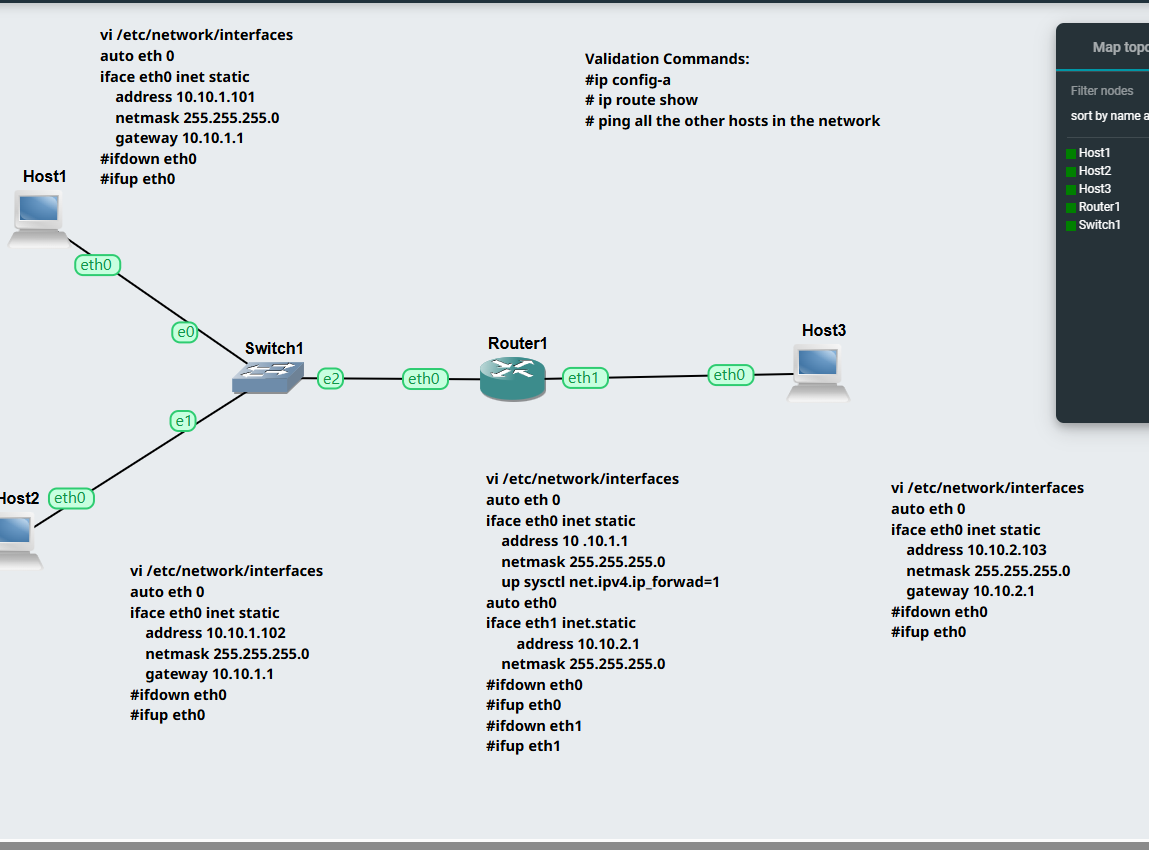 vi /etc/network/interfaces
auto eth 0
iface eth0 inet static
address 10.10.1.101
netmask 255.255.255.0
gateway 10.10.1.1
#ifdown eth0
#ifup eth0
Validation Commands:
#ip config-a
# ip route show
# ping all the other hosts in the network
Map topo
Filter nodes
sort by name a
Host1
Host2
Host3
Router1
Switch1
Host1
eth0
e0
Switch1
e2
eth0
Router1
eth1
eth0
Host3
e1
Host2
eth0
vi /etc/network/interfaces
auto eth 0
iface eth0 inet static
address 10.10.1.102
netmask 255.255.255.0
gateway 10.10.1.1
#ifdown eth0
#ifup eth0
vi /etc/network/interfaces
auto eth 0
iface eth0 inet static
address 10 .10.1.1
netmask 255.255.255.0
up sysctl net.ipv4.ip_forwad=1
auto eth0
iface eth1 inet.static
address 10.10.2.1
netmask 255.255.255.0
#ifdown eth0
#ifup eth0
#ifdown eth1
#ifup eth1
vi /etc/network/interfaces
auto eth 0
iface eth0 inet static
address 10.10.2.103
netmask 255.255.255.0
gateway 10.10.2.1
#ifdown eth0
#ifup eth0